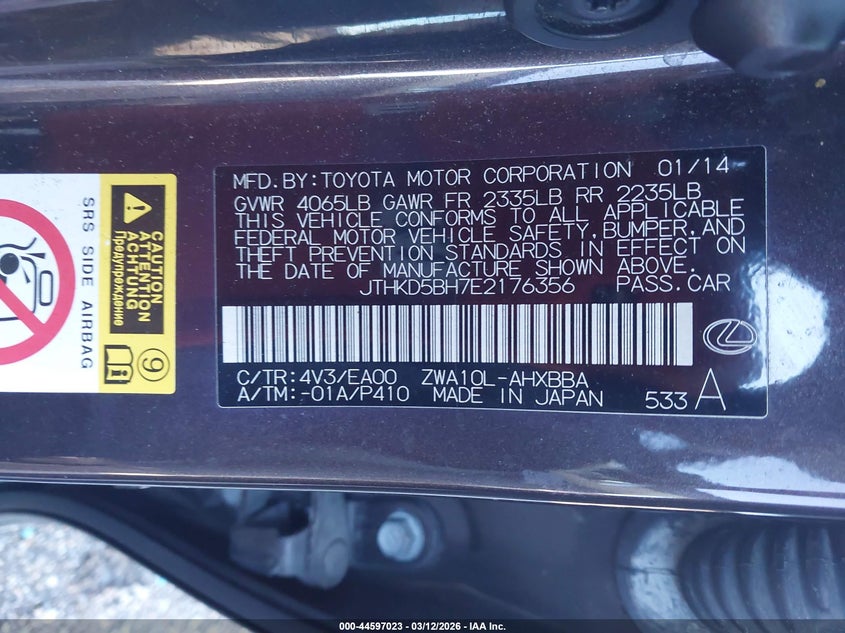 MFD.BY:TOYOTA MOTOR CORPORATION 01/14
GVWR 4065LB GAWR FR 2335LB RR 2235LB
THIS VEHICLE CONFORMS TO ALL APPLICABLE
FEDERAL MOTOR VEHICLE SAFETY,BUMPER,AND
THEFT PREVENTION STANDARDS IN EFFECT ON
THE DATE OF MANUFACTURE SHOWN ABOVE.
JTHKD5BH7E2176356 PASS.CAR
C/TR:4V3/EA00 ZWA10L-AHXBBA
A/TM:-01A/P410 MADE IN JAPAN 533 A
SRS SIDE AIRBAG
CAUTION
ATTENTION
ACHTUNG
Предупреждение
9
000-44597023 - 03/12/2026 - IAA Inc.